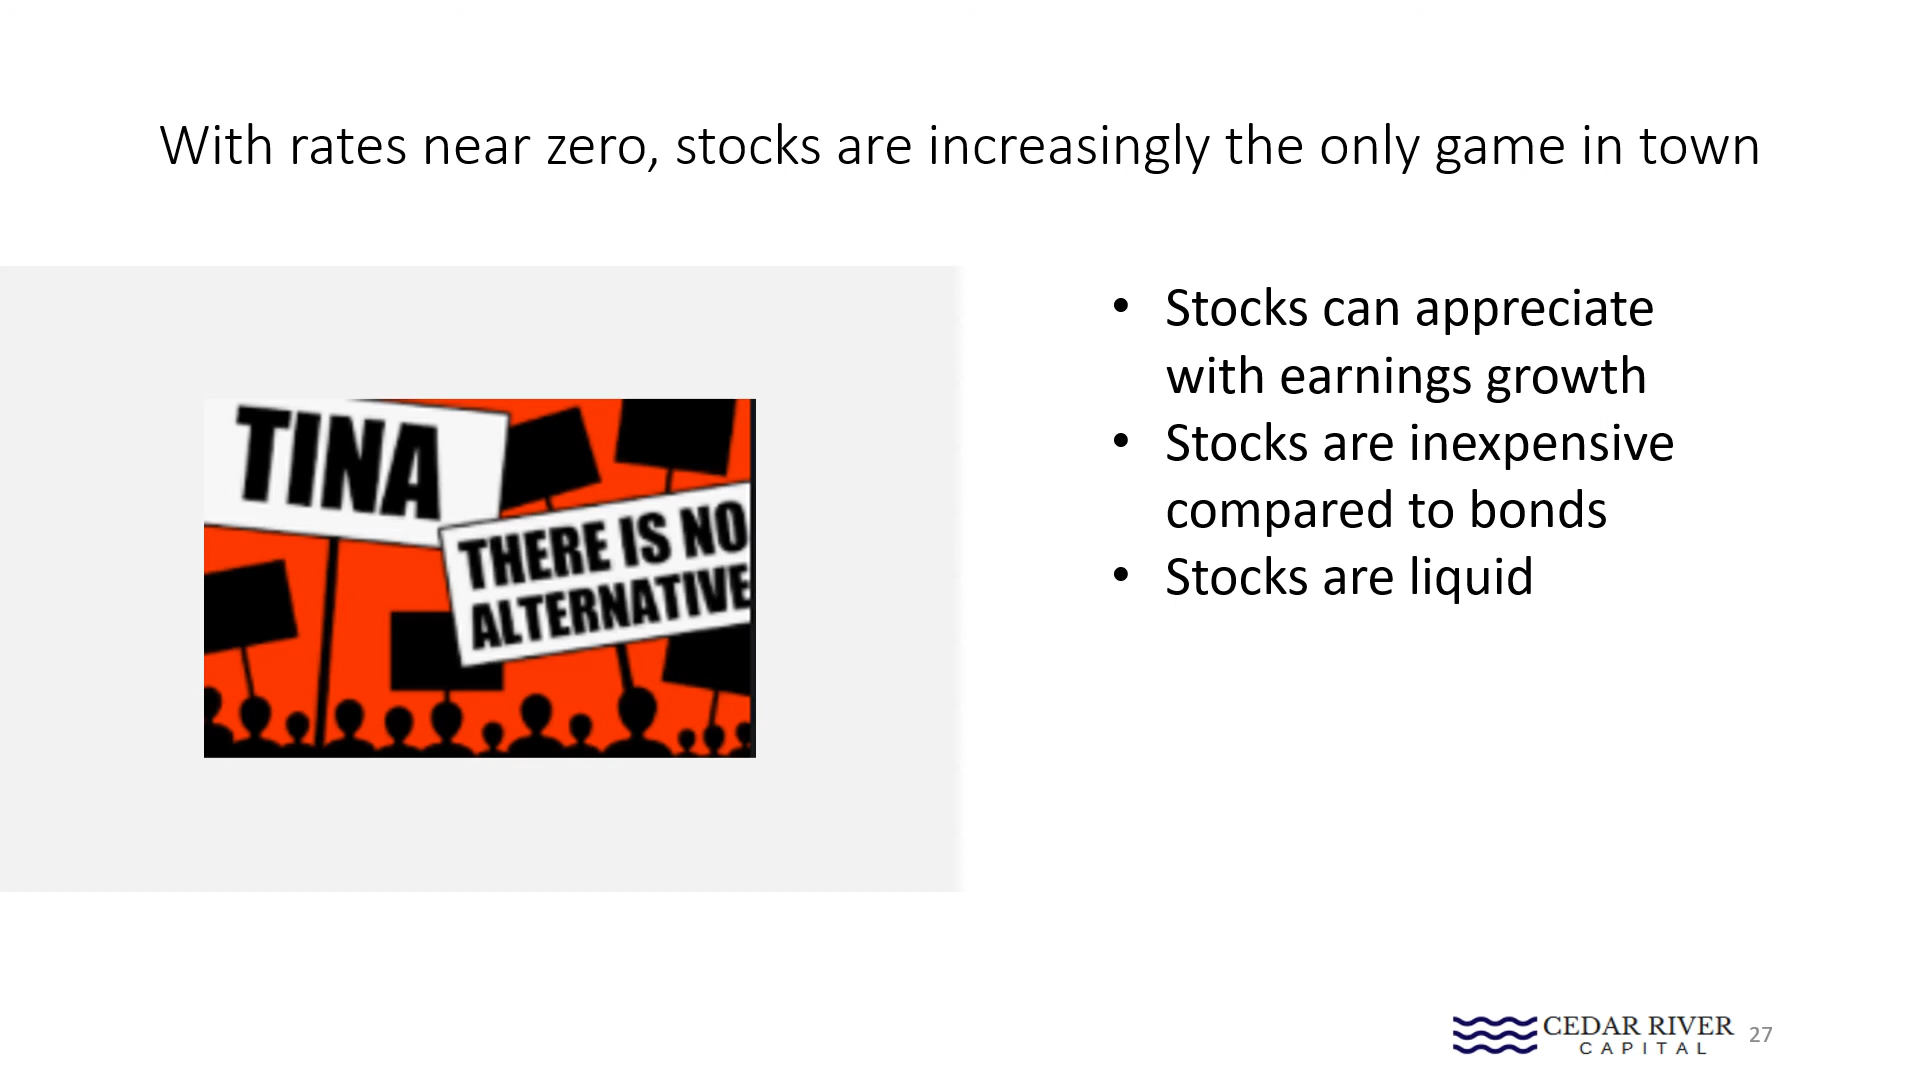 With rates near zero, stocks are increasingly the only game in town
TINA
THERE IS NO
ALTERNATIVE
• Stocks can appreciate
with earnings growth
• Stocks are inexpensive
compared to bonds
• Stocks are liquid
CEDAR RIVER
CAPITAL
27